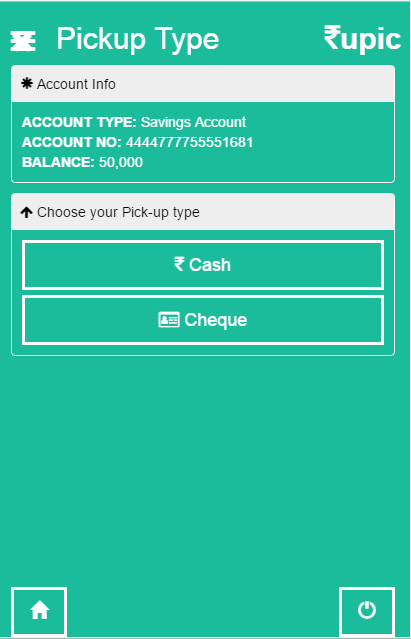 Pickup Type
₹upic
Account Info
ACCOUNT TYPE: Savings Account
ACCOUNT NO: 4444777755551681
BALANCE: 50,000
Choose your Pick-up type
₹ Cash
Cheque